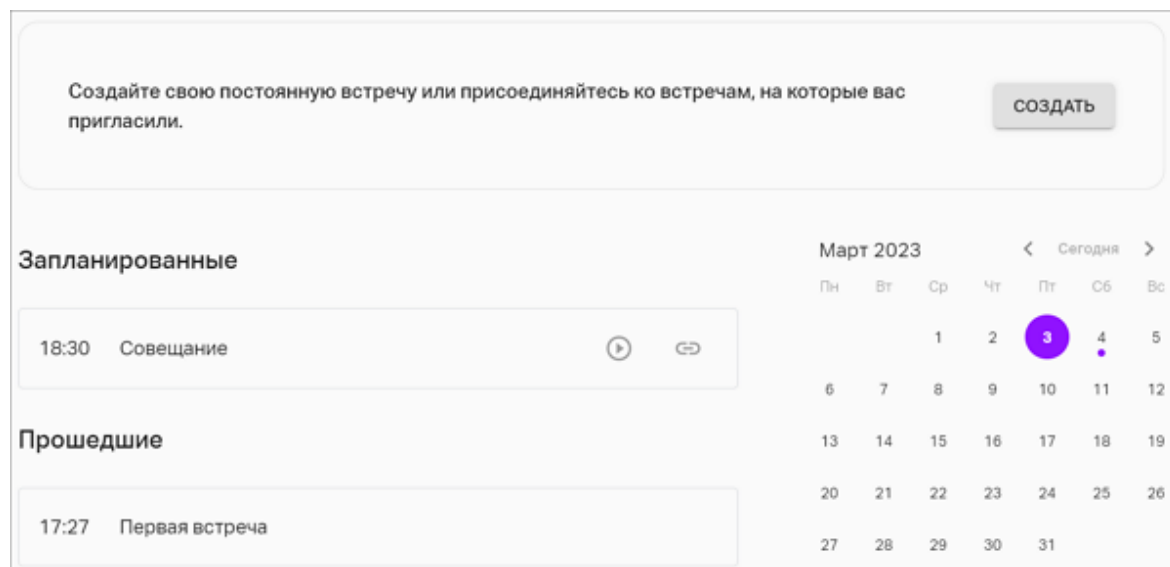 Создайте свою постоянную встречу или присоединяйтесь ко встречам, на которые вас
пригласили.
СОЗДАТЬ
Запланированные
18:30 Совещание
Прошедшие
17:27 Первая встреча
Март 2023
Сегодня
Пн Вт Ср Чт Пт Сб Вс
1 2 3 4 5
6 7 8 9 10 11 12
13 14 15 16 17 18 19
20 21 22 23 24 25 26
27 28 29 30 31